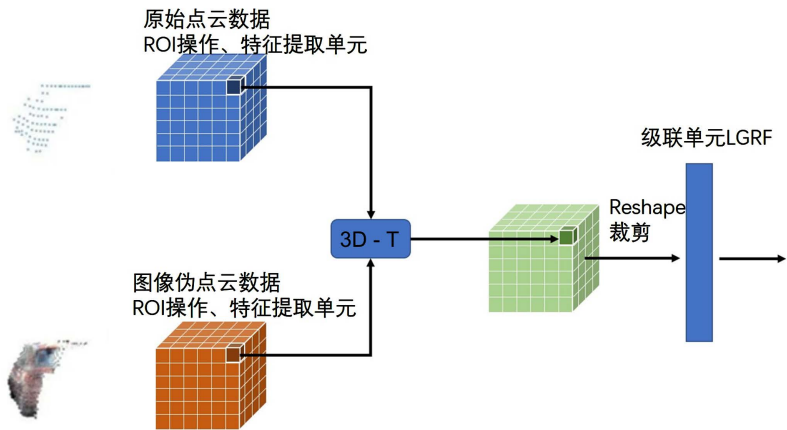 原始点云数据
ROI操作、特征提取单元
级联单元LGRF
Reshape
裁剪
3D - T
图像伪点云数据
ROI操作、特征提取单元